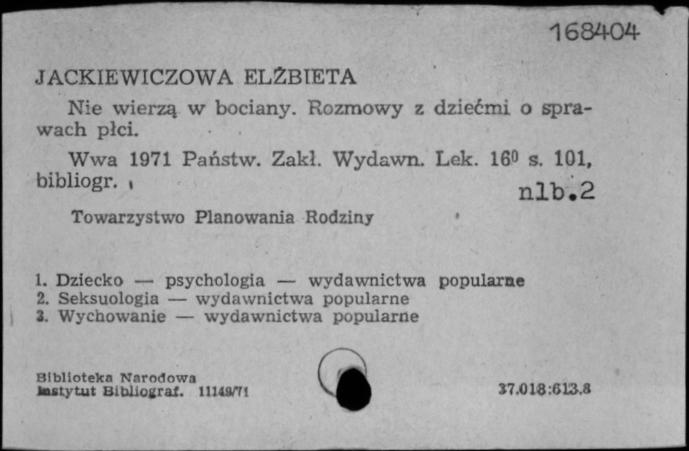 168404
JACKIEWICZOWA ELŻBIETA
Nie wierzą w bociany. Rozmowy z dziećmi o spra-
wach płci.
Wwa 1971 Państw. Zakł. Wydawn. Lek. 16⁰ s. 101,
bibliogr.
nlb.2
Towarzystwo Planowania Rodziny
1. Dziecko — psychologia — wydawnictwa popularne
2. Seksuologia — wydawnictwa popularne
3. Wychowanie — wydawnictwa popularne
Biblioteka Narodowa
Instytut Bibliograf. 11149/71
37.018:613.8